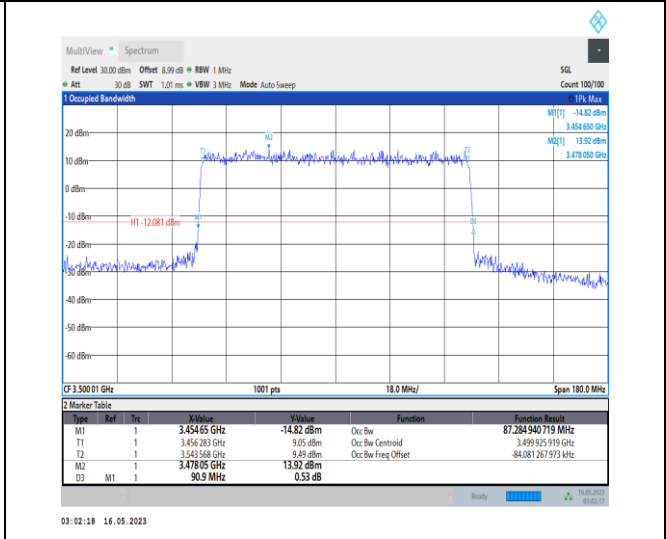 MultiView Spectrum
Ref Level 30.00 dBm Offset 8.99 dB RBW 1 MHz SGL
Att 30 dB SWT 1.01 ms VBW 3 MHz Mode Auto Sweep Count 100/100
1 Occupied Bandwidth 1Pk Max
M1[1] -14.82 dBm
3.454 650 GHz
20 dBm
M2[1] 13.92 dBm
M2
3.478 050 GHz
T1 T2
10 dBm
0 dBm
-10 dBm
H1 -12.081 dBm M1 D3
-20 dBm
-30 dBm
-40 dBm
-50 dBm
-60 dBm
CF 3.500 01 GHz 1001 pts 18.0 MHz/ Span 180.0 MHz
2 Marker Table
Type Ref Trc X-Value Y-Value Function Function Result
M1 1 3.454 65 GHz -14.82 dBm Occ Bw 87.284 940 719 MHz
T1 1 3.456 283 GHz 9.05 dBm Occ Bw Centroid 3.499 925 919 GHz
T2 1 3.543 568 GHz 9.49 dBm Occ Bw Freq Offset -84.081 267 973 kHz
M2 1 3.478 05 GHz 13.92 dBm
D3 M1 1 90.9 MHz 0.53 dB
Ready 16.05.2023
03:02:17
03:02:18 16.05.2023